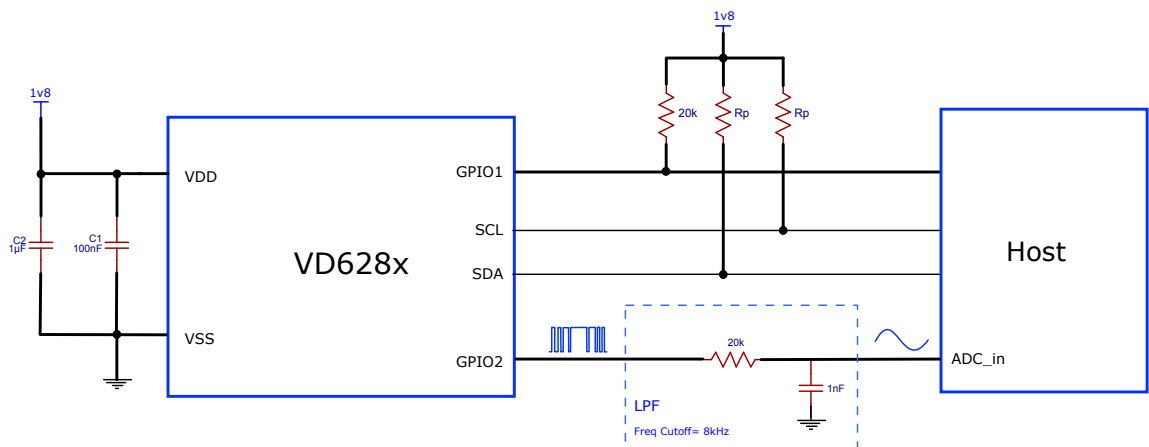 1v8
1v8
20k
Rp
Rp
VDD
GPIO1
C2
1µF
C1
100nF
SCL
VD628x
Host
SDA
VSS
GPIO2
20k
ADC_in
1nF
LPF
Freq Cutoff= 8kHz